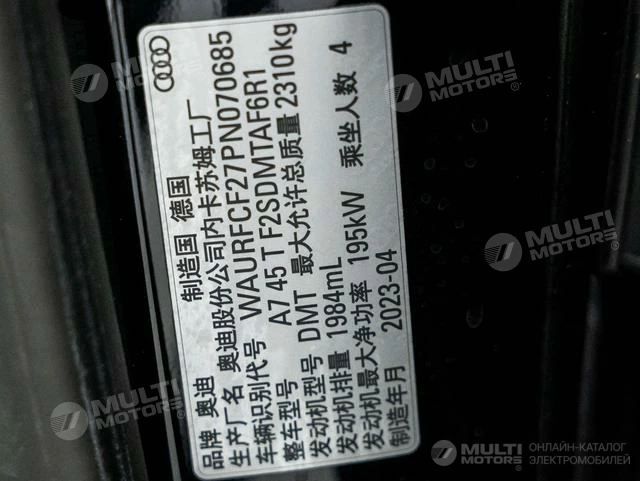 品牌 奥迪 制造国 德国
生产厂名 奥迪股份公司内卡苏姆工厂
车辆识别代号 WAURFCF27PN070685
整车型号 A7 45 T F2SDMTAF6R1
发动机型号 DMT 最大允许总质量 2310kg
发动机排量 1984mL
发动机最大净功率 195kW 乘坐人数 4
制造年月 2023-04
MULTI MOTORS®
MULTI MOTORS®
MULTI MOTORS®
MULTI MOTORS®
MULTI MOTORS® ОНЛАЙН-КАТАЛОГ ЭЛЕКТРОМОБИЛЕЙ